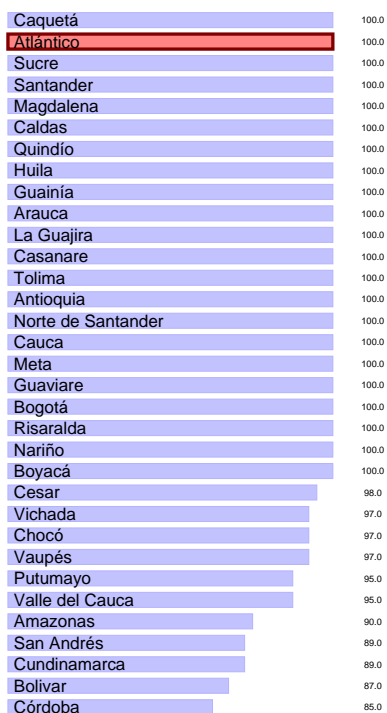 Caquetá 100.0
Atlántico 100.0
Sucre 100.0
Santander 100.0
Magdalena 100.0
Caldas 100.0
Quindío 100.0
Huila 100.0
Guainía 100.0
Arauca 100.0
La Guajira 100.0
Casanare 100.0
Tolima 100.0
Antioquia 100.0
Norte de Santander 100.0
Cauca 100.0
Meta 100.0
Guaviare 100.0
Bogotá 100.0
Risaralda 100.0
Nariño 100.0
Boyacá 100.0
Cesar 98.0
Vichada 97.0
Chocó 97.0
Vaupés 97.0
Putumayo 95.0
Valle del Cauca 95.0
Amazonas 90.0
San Andrés 89.0
Cundinamarca 89.0
Bolivar 87.0
Córdoba 85.0